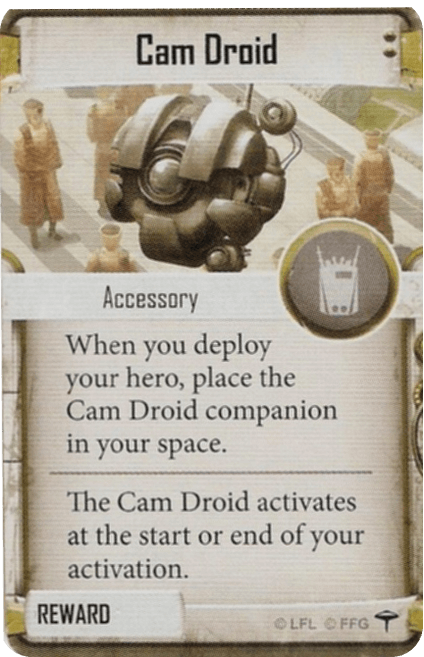 Cam Droid
Accessory
When you deploy
your hero, place the
Cam Droid companion
in your space.
The Cam Droid activates
at the start or end of your
activation.
REWARD
© LFL © FFG